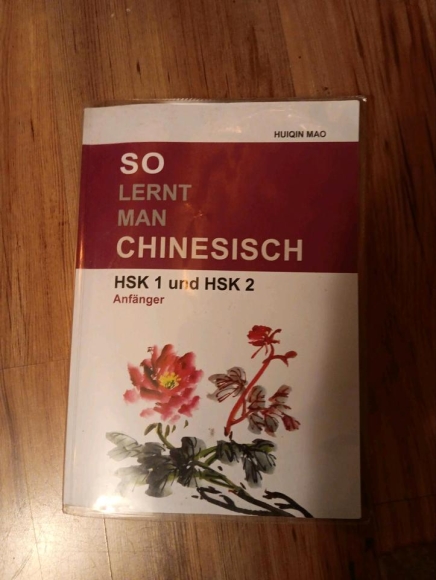 HUIQIN MAO
SO
LERNT
MAN
CHINESISCH
HSK 1 und HSK 2
Anfänger